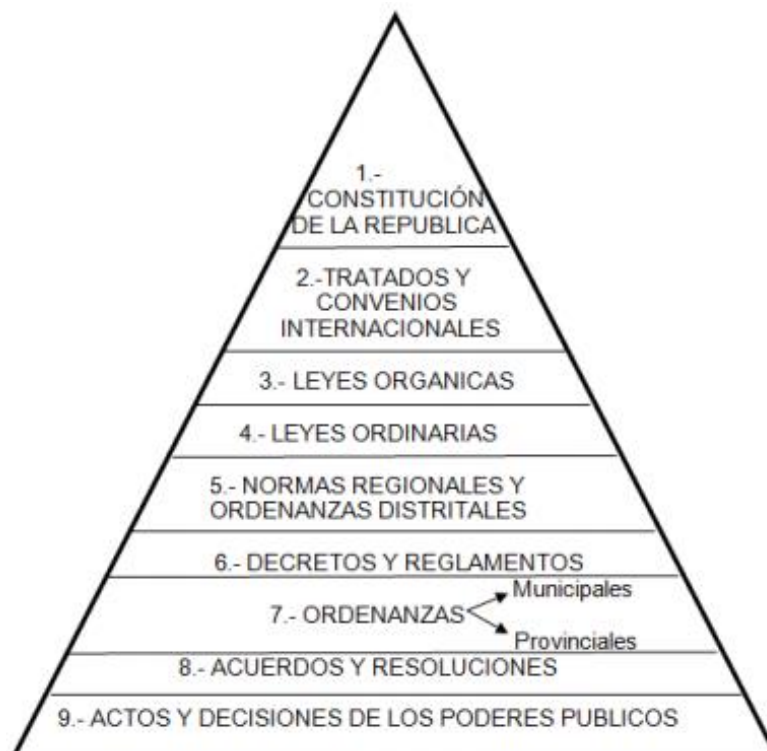 1.-
CONSTITUCIÓN
DE LA REPUBLICA
2.-TRATADOS Y
CONVENIOS
INTERNACIONALES
3.- LEYES ORGANICAS
4.- LEYES ORDINARIAS
5.- NORMAS REGIONALES Y
ORDENANZAS DISTRITALES
6.- DECRETOS Y REGLAMENTOS
Municipales
7.- ORDENANZAS
Provinciales
8.- ACUERDOS Y RESOLUCIONES
9.- ACTOS Y DECISIONES DE LOS PODERES PUBLICOS